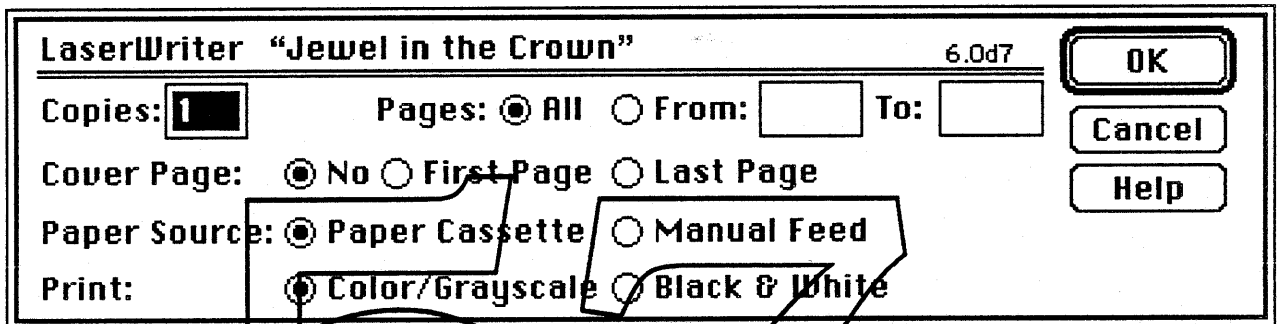 LaserWriter “Jewel in the Crown” 6.0d7 OK
Copies: 1 Pages: All From: To: Cancel
Cover Page: No First Page Last Page Help
Paper Source: Paper Cassette Manual Feed
Print: Color/Grayscale Black & White